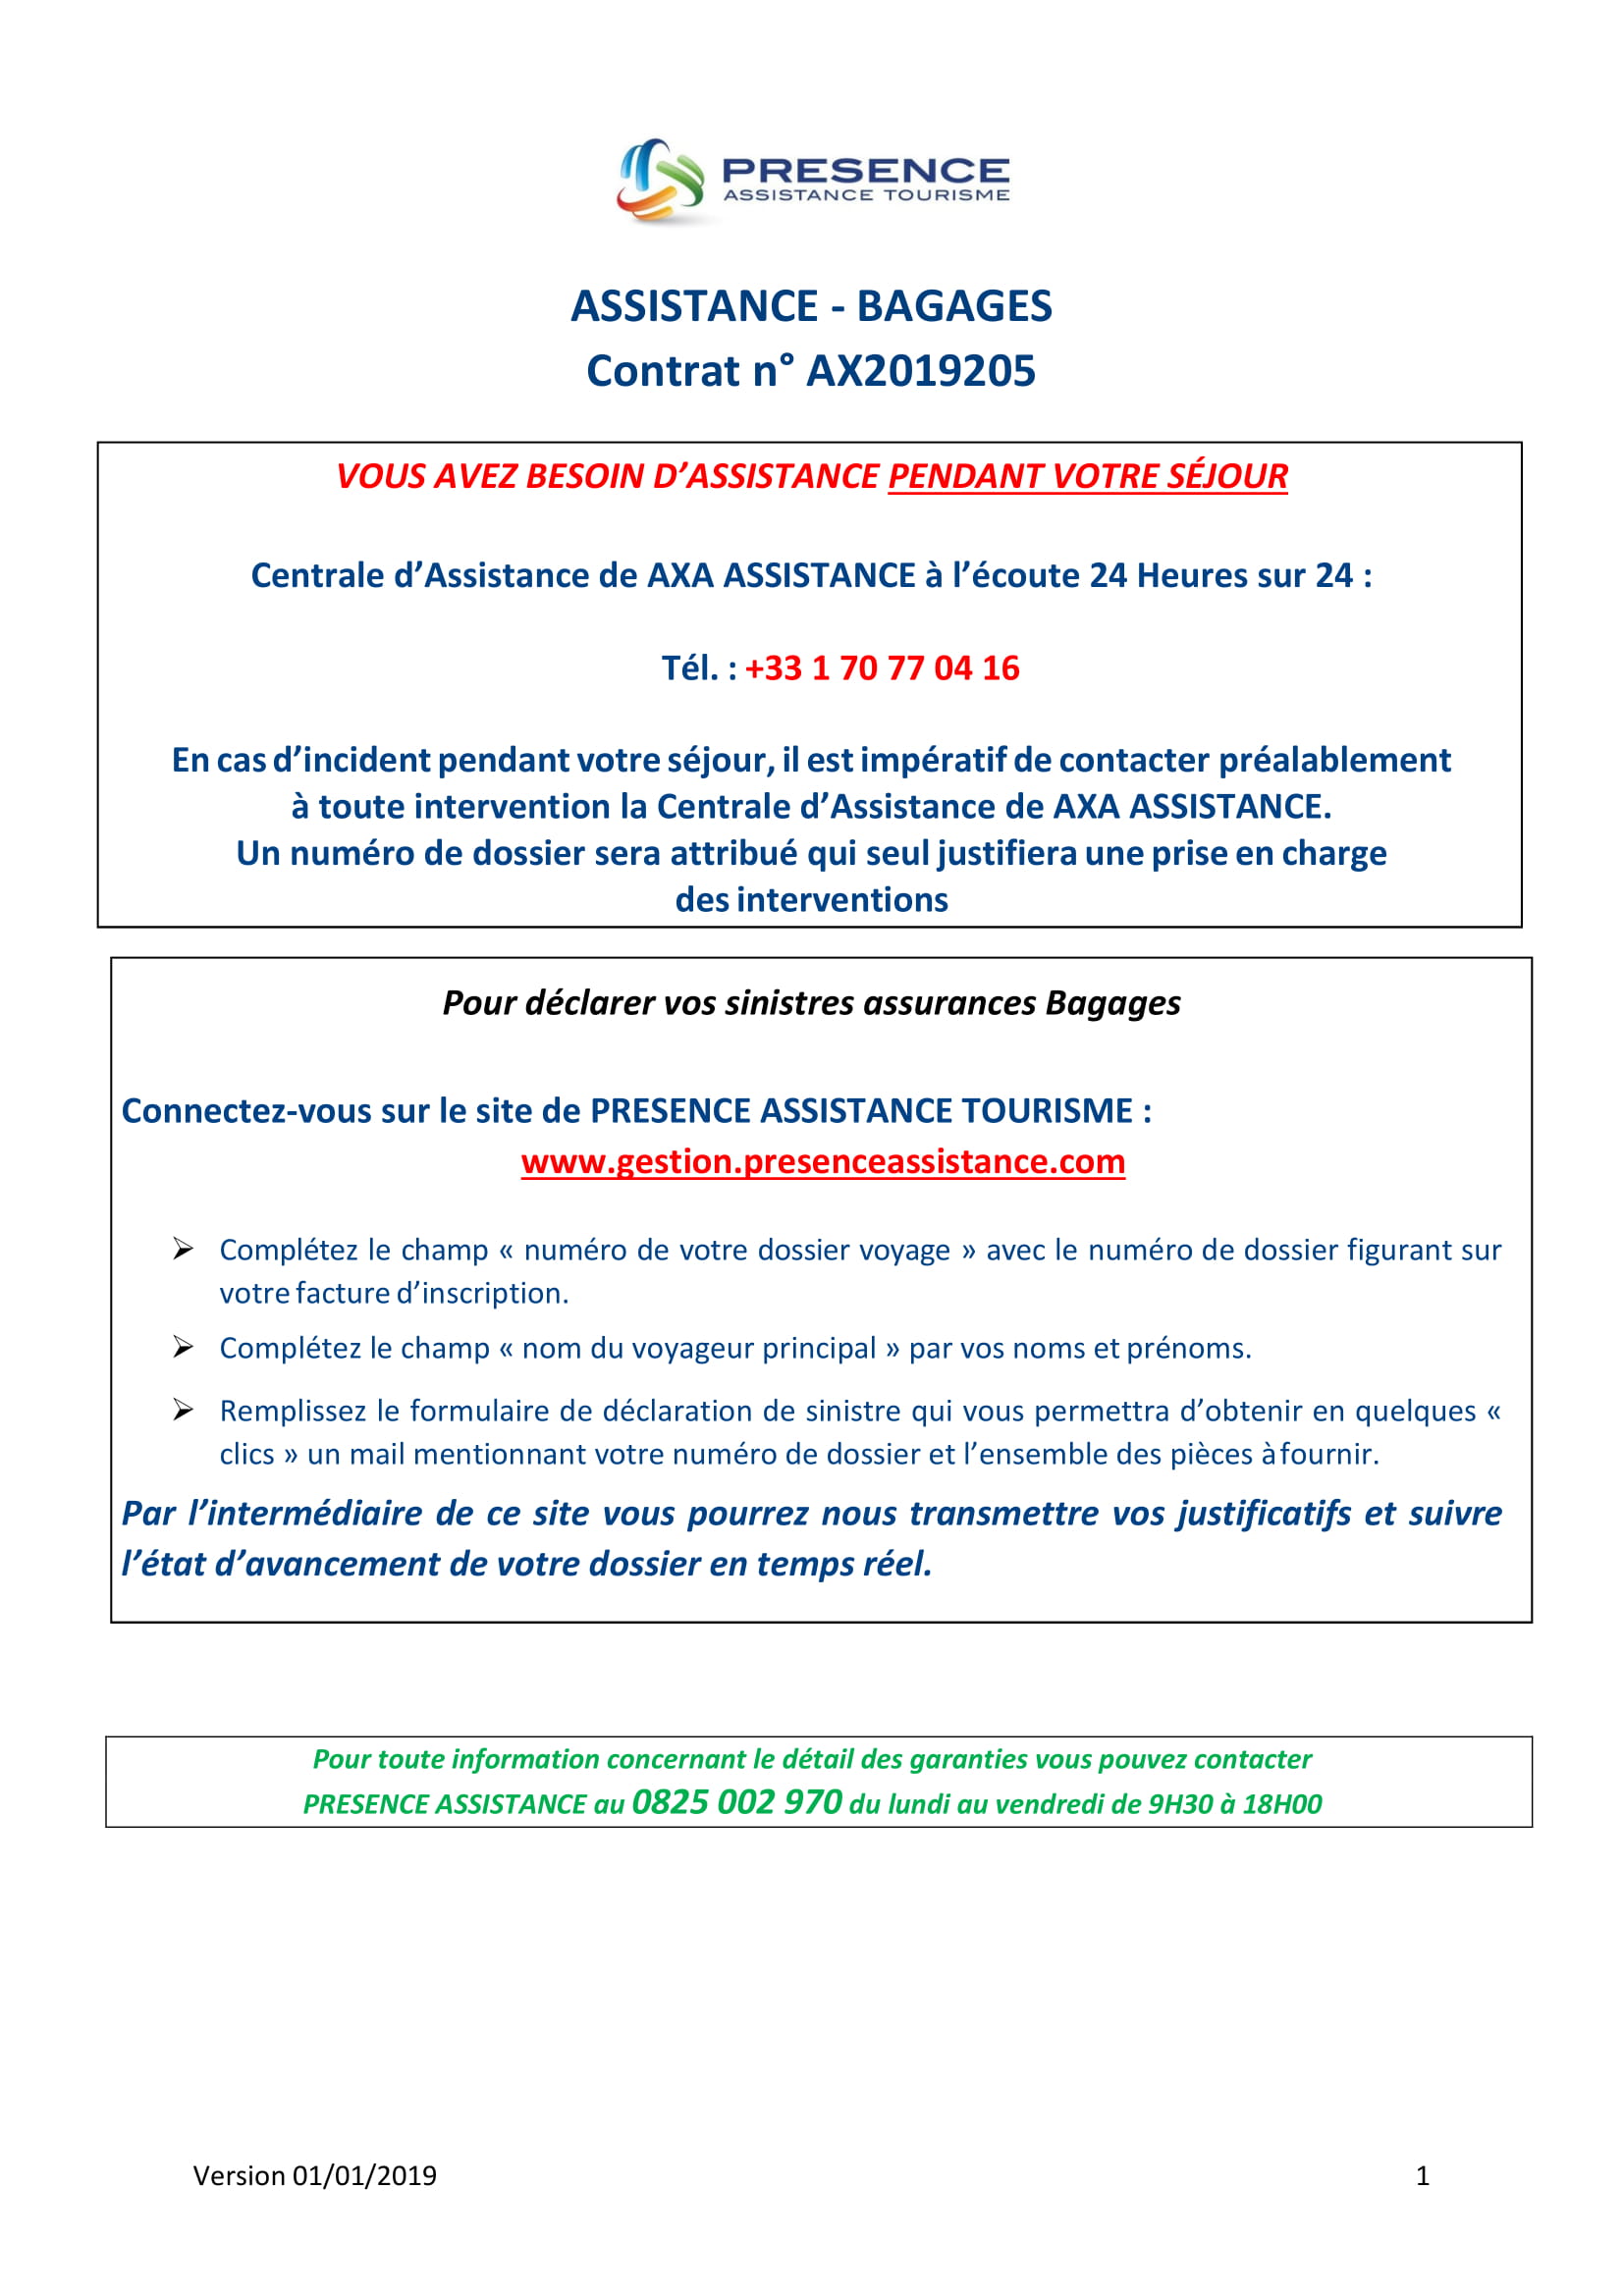 PRESENCE
ASSISTANCE TOURISME
ASSISTANCE - BAGAGES
Contrat n° AX2019205
VOUS AVEZ BESOIN D’ASSISTANCE PENDANT VOTRE SÉJOUR
Centrale d’Assistance de AXA ASSISTANCE à l’écoute 24 Heures sur 24 :
Tél. : +33 1 70 77 04 16
En cas d’incident pendant votre séjour, il est impératif de contacter préalablement
à toute intervention la Centrale d’Assistance de AXA ASSISTANCE.
Un numéro de dossier sera attribué qui seul justifiera une prise en charge
des interventions
Pour déclarer vos sinistres assurances Bagages
Connectez-vous sur le site de PRESENCE ASSISTANCE TOURISME :
www.gestion.presenceassistance.com
➢ Complétez le champ « numéro de votre dossier voyage » avec le numéro de dossier figurant sur
votre facture d’inscription.
➢ Complétez le champ « nom du voyageur principal » par vos noms et prénoms.
➢ Remplissez le formulaire de déclaration de sinistre qui vous permettra d’obtenir en quelques «
clics » un mail mentionnant votre numéro de dossier et l’ensemble des pièces à fournir.
Par l’intermédiaire de ce site vous pourrez nous transmettre vos justificatifs et suivre
l’état d’avancement de votre dossier en temps réel.
Pour toute information concernant le détail des garanties vous pouvez contacter
PRESENCE ASSISTANCE au 0825 002 970 du lundi au vendredi de 9H30 à 18H00
Version 01/01/2019 1